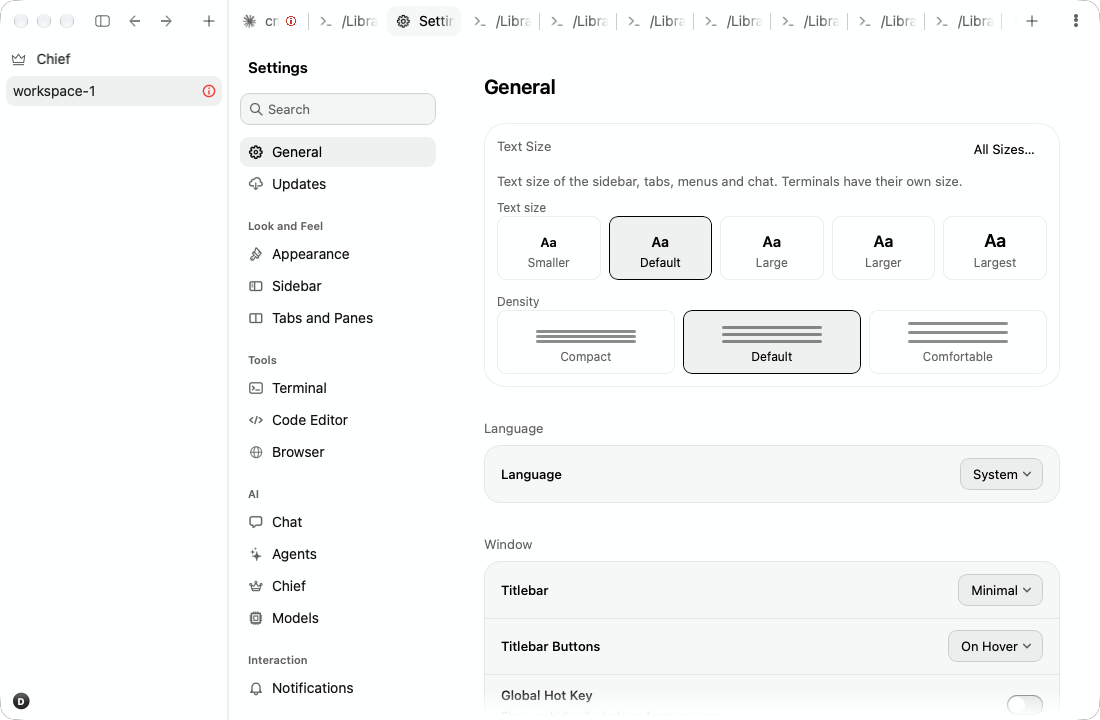 cr
/Libra
Settin
/Libra
/Libra
/Libra
/Libra
/Libra
/Libra
/Libra
Chief
workspace-1
D
Settings
Search
General
Updates
Look and Feel
Appearance
Sidebar
Tabs and Panes
Tools
Terminal
Code Editor
Browser
AI
Chat
Agents
Chief
Models
Interaction
Notifications
General
Text Size
All Sizes...
Text size of the sidebar, tabs, menus and chat. Terminals have their own size.
Text size
Aa Aa Aa Aa Aa
Smaller Default Large Larger Largest
Density
Compact Default Comfortable
Language
Language System
Window
Titlebar Minimal
Titlebar Buttons On Hover
Global Hot Key